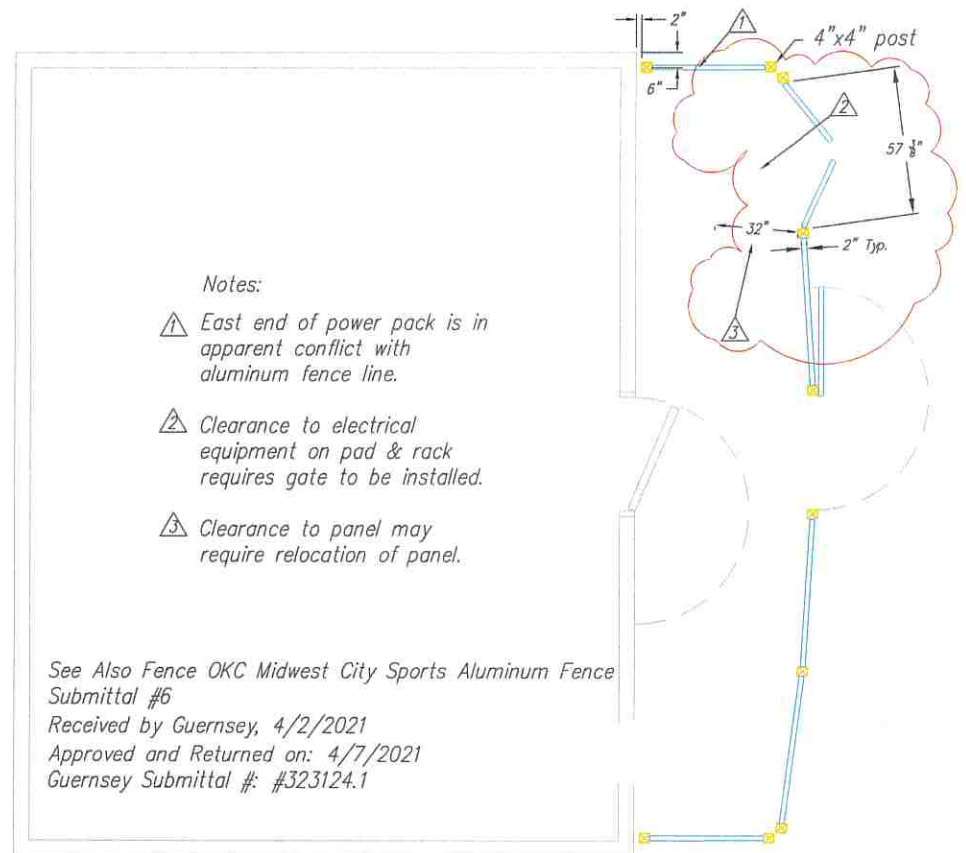 2"
1
4"x4" post
6"
2
57 3/8"
32"
2" Typ.
3
Notes:
1 East end of power pack is in
apparent conflict with
aluminum fence line.
2 Clearance to electrical
equipment on pad & rack
requires gate to be installed.
3 Clearance to panel may
require relocation of panel.
See Also Fence OKC Midwest City Sports Aluminum Fence
Submittal #6
Received by Guernsey, 4/2/2021
Approved and Returned on: 4/7/2021
Guernsey Submittal #: #323124.1